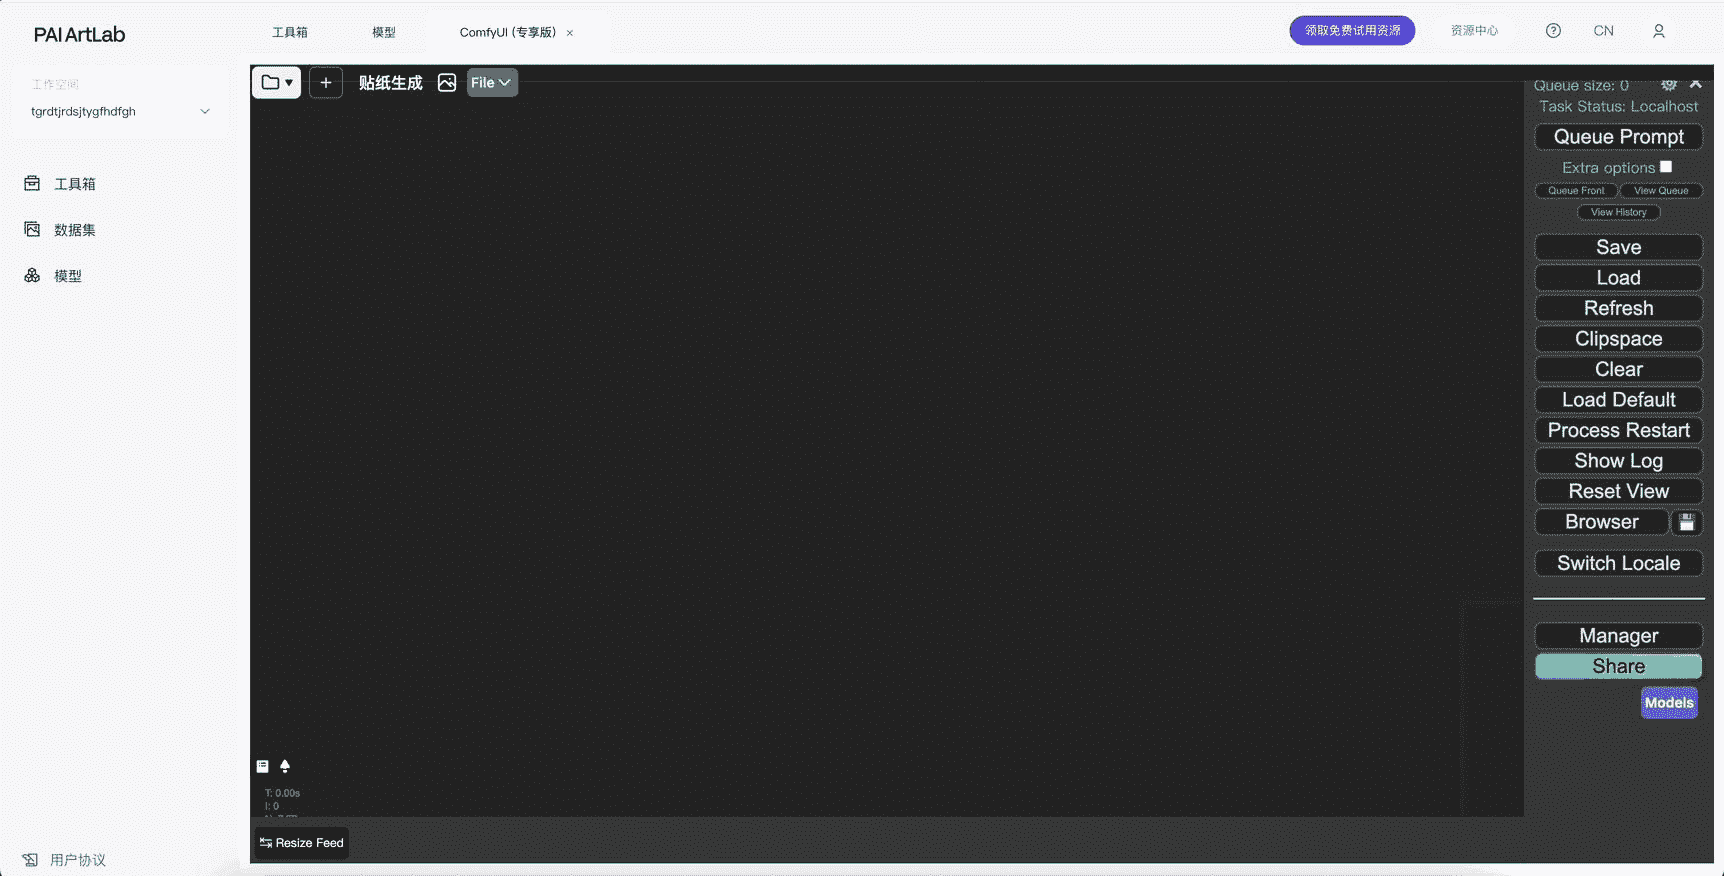 PAI ArtLab
工具箱
模型
ComfyUI (专享版) ×
领取免费试用资源
资源中心
CN
工作空间
tgrdtjrdsjtygfhdfgh
工具箱
数据集
模型
用户协议
+
贴纸生成
File
T: 0.00s
I: 0
Resize Feed
Queue size: 0
Task Status: Localhost
Queue Prompt
Extra options
Queue Front
View Queue
View History
Save
Load
Refresh
Clipspace
Clear
Load Default
Process Restart
Show Log
Reset View
Browser
Switch Locale
Manager
Share
Models